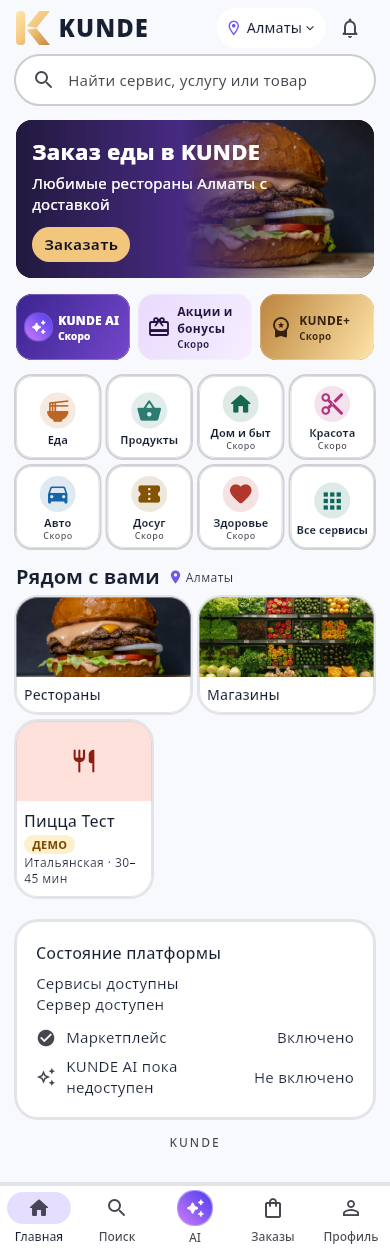 KUNDE
Алматы
Найти сервис, услугу или товар
Заказ еды в KUNDE
Любимые рестораны Алматы с
доставкой
Заказать
KUNDE AI
Скоро
Акции и
бонусы
Скоро
KUNDE+
Скоро
Еда
Продукты
Дом и быт
Скоро
Красота
Скоро
Авто
Скоро
Досуг
Скоро
Здоровье
Скоро
Все сервисы
Рядом с вами
Алматы
Рестораны
Магазины
Пицца Тест
ДЕМО
Итальянская · 30–
45 мин
Состояние платформы
Сервисы доступны
Сервер доступен
Маркетплейс
Включено
KUNDE AI пока
недоступен
Не включено
KUNDE
Главная
Поиск
AI
Заказы
Профиль